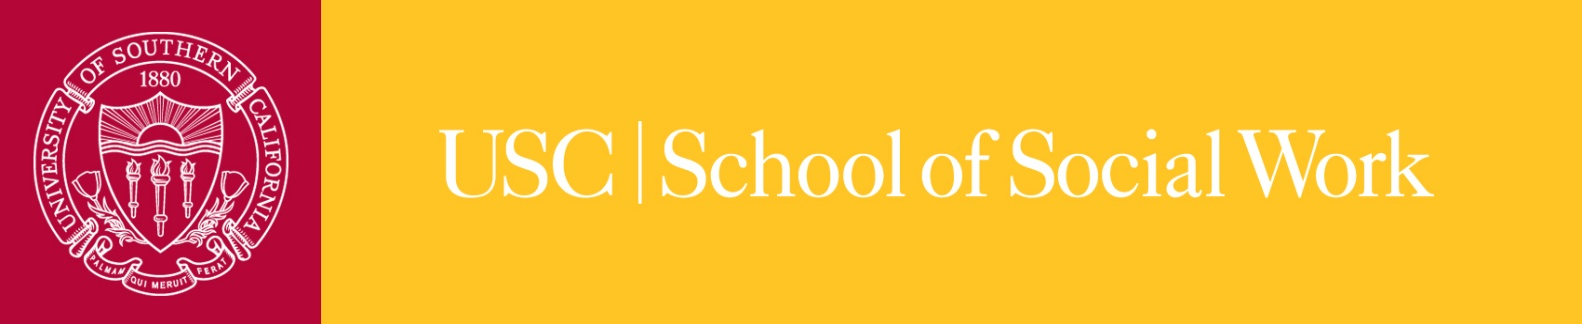 UNIVERSITY OF SOUTHERN CALIFORNIA
1880
PALMAM QUI MERUIT FERAT
USC | School of Social Work